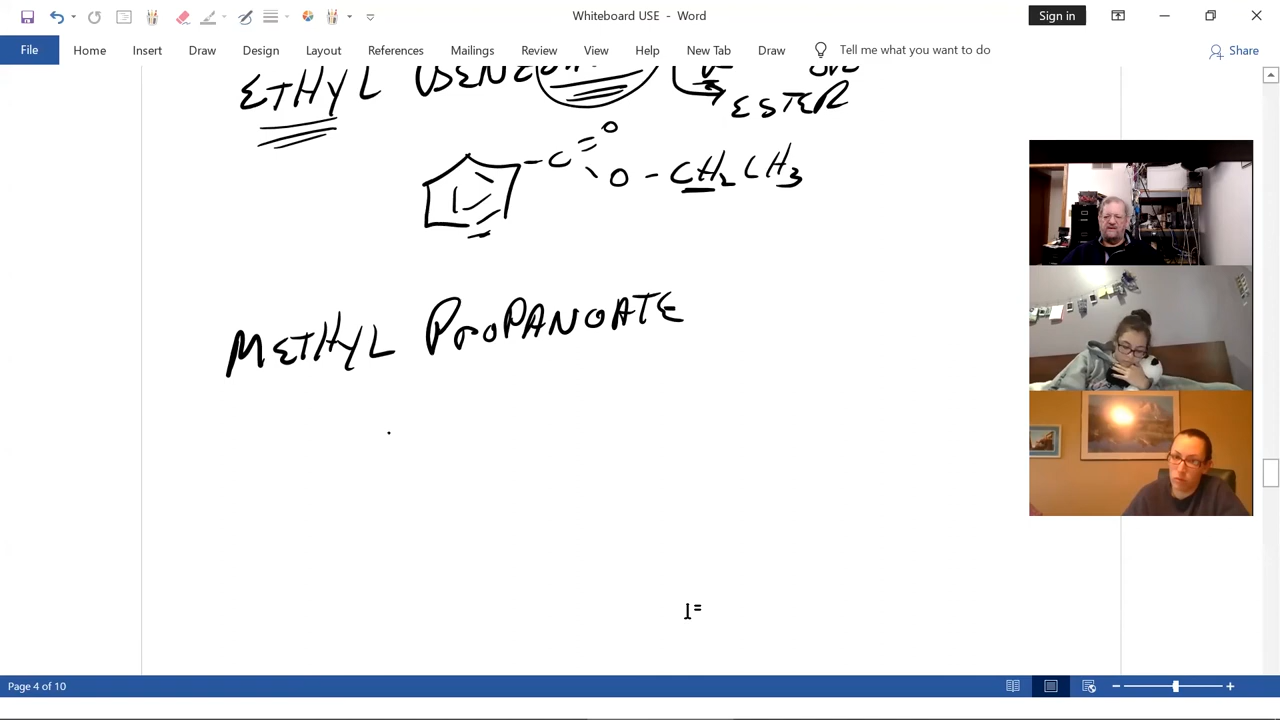 Whiteboard USE - Word
Sign in
File Home Insert Draw Design Layout References Mailings Review View Help New Tab Draw Tell me what you want to do Share
ETHYL
ESTER
C = O
O - CH2CH3
METHYL PROPANOATE
Page 4 of 10